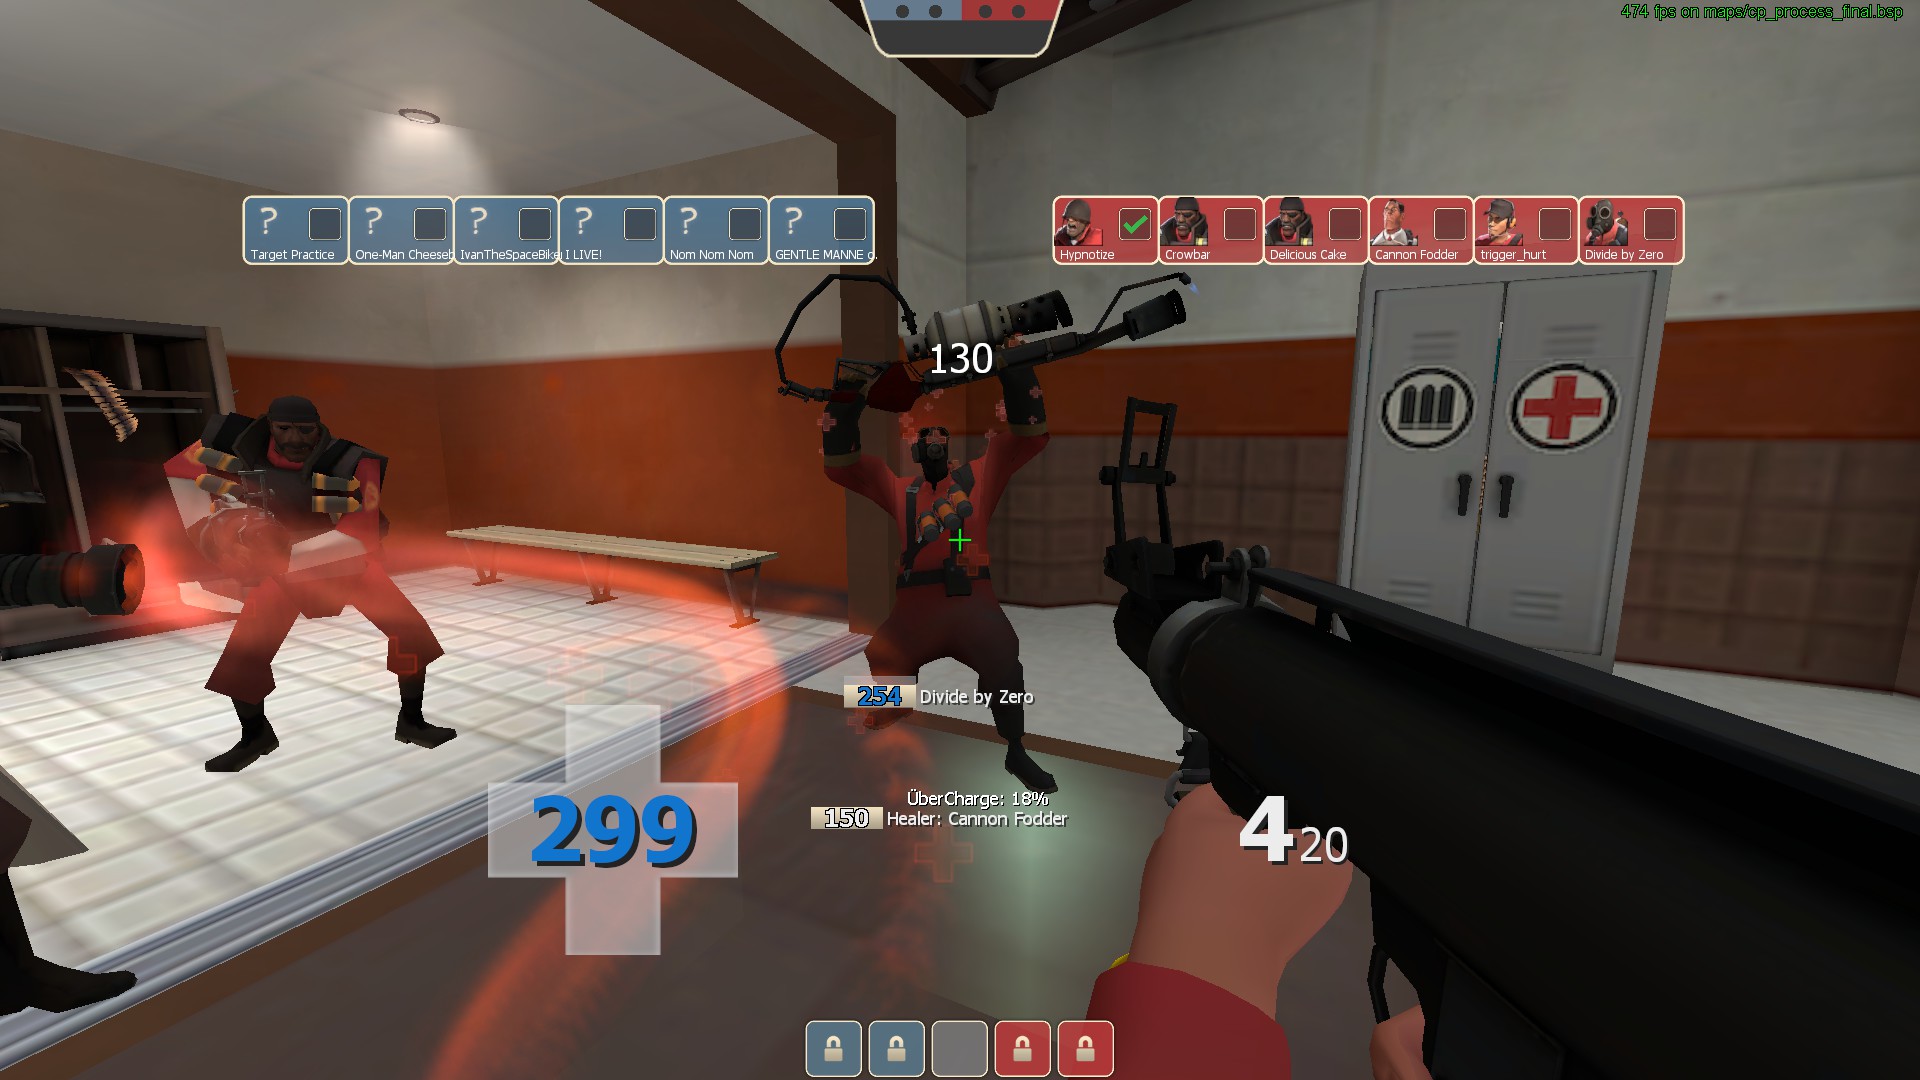 474 fps on maps/cp_process_final.bsp
? ? ? ? ? ?
Target Practice One-Man Cheeseb IvanTheSpaceBike I LIVE! Nom Nom Nom GENTLE MANNE o
Hypnotize Crowbar Delicious Cake Cannon Fodder trigger_hurt Divide by Zero
130
254 Divide by Zero
ÜberCharge: 18%
150 Healer: Cannon Fodder
299
4 20